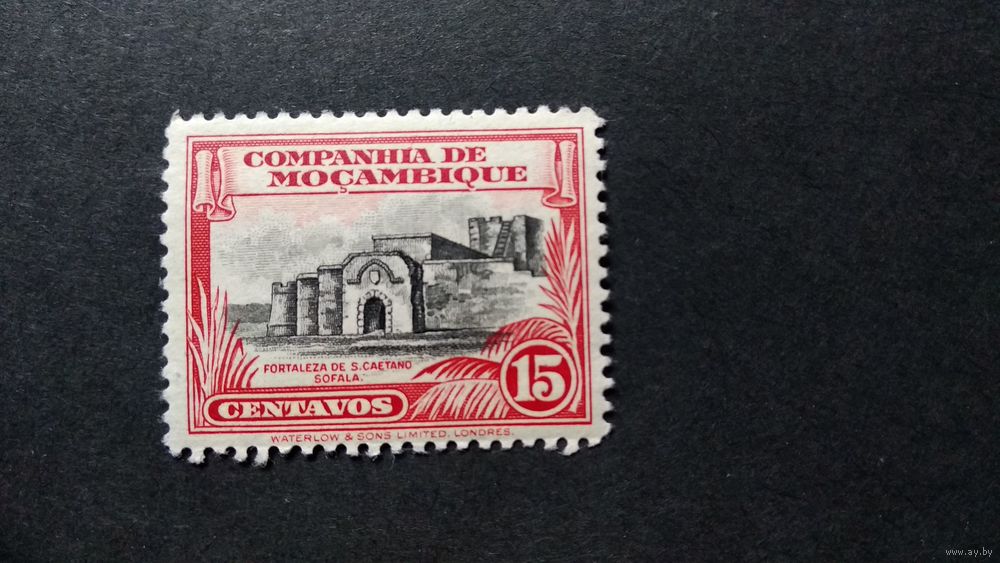 COMPANHIA DE
MOÇAMBIQUE
FORTALEZA DE S.CAETANO
SOFALA.
15
CENTAVOS
WATERLOW & SONS LIMITED, LONDRES.
www.ay.by